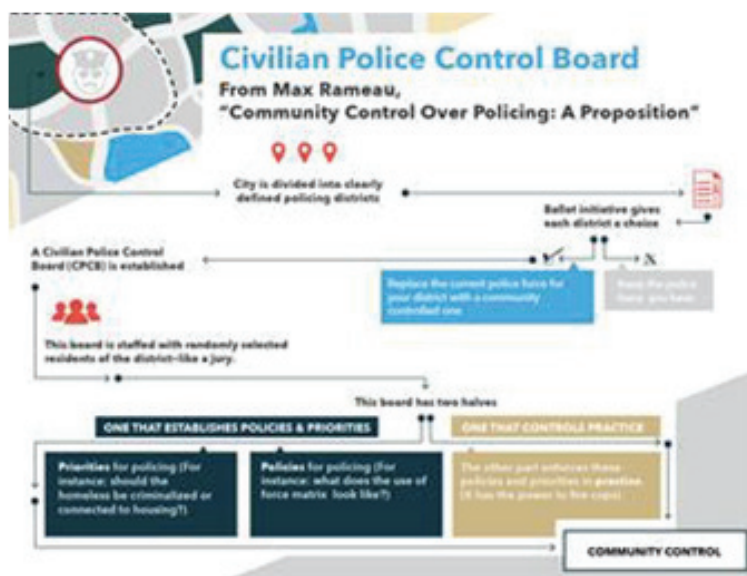 Civilian Police Control Board
From Max Rameau,
"Community Control Over Policing: A Proposition"
City is divided into clearly
defined policing districts
Ballot initiative gives
each district a choice
A Civilian Police Control
Board (CPCB) is established
X
Replace the current police force for
your district with a community
controlled one
Keep the police
force you have
This board is staffed with randomly selected
residents of the district-like a jury.
This board has two halves
ONE THAT ESTABLISHES POLICIES & PRIORITIES
ONE THAT CONTROLS PRACTICE
Priorities for policing (For
instance: should the
homeless be criminalized or
connected to housing?)
Policies for policing (For
instance: what does the use of
force matrix look like?)
The other part enforces these
policies and priorities in practice.
(It has the power to fire cops)
COMMUNITY CONTROL